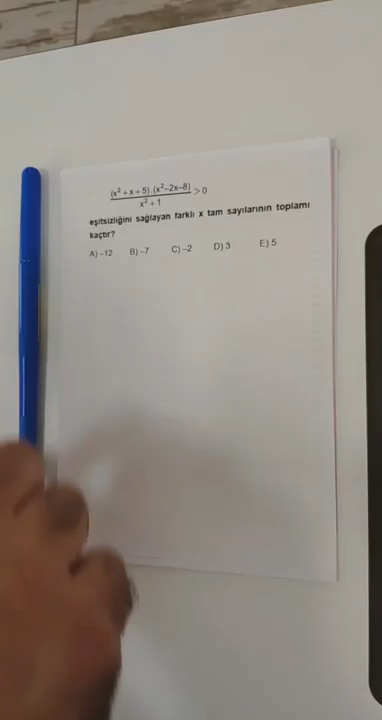 (x² + x + 5).(x²–2x–8)
x² + 1
> 0
eşitsizliğini sağlayan farklı x tam sayılarının toplamı
kaçtır?
A) –12 B) –7 C) –2 D) 3 E) 5